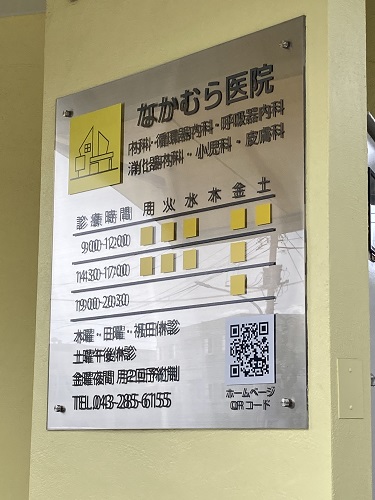 なかむら医院
内科・循環器内科・呼吸器内科
消化器内科・小児科・皮膚科
診療時間 月 火 水 木 金 土
9:00-12:00
14:30-17:00
19:00-20:30
木曜・日曜・祝日休診
土曜午後休診
金曜夜間 月2回予約制
TEL.043-285-6155
ホームページ
QRコード